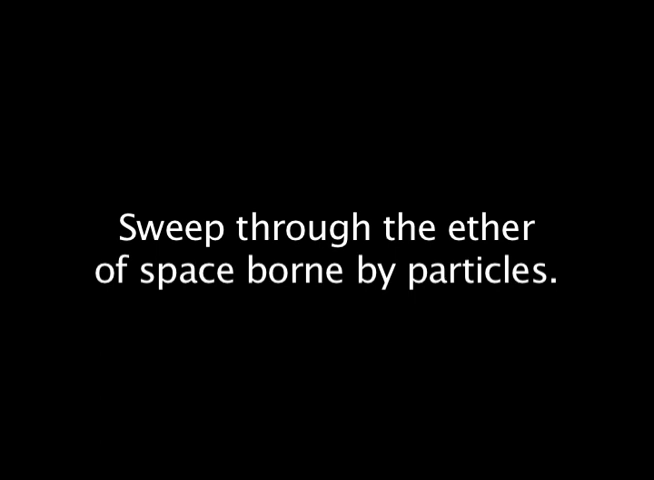 Sweep through the ether
of space borne by particles.